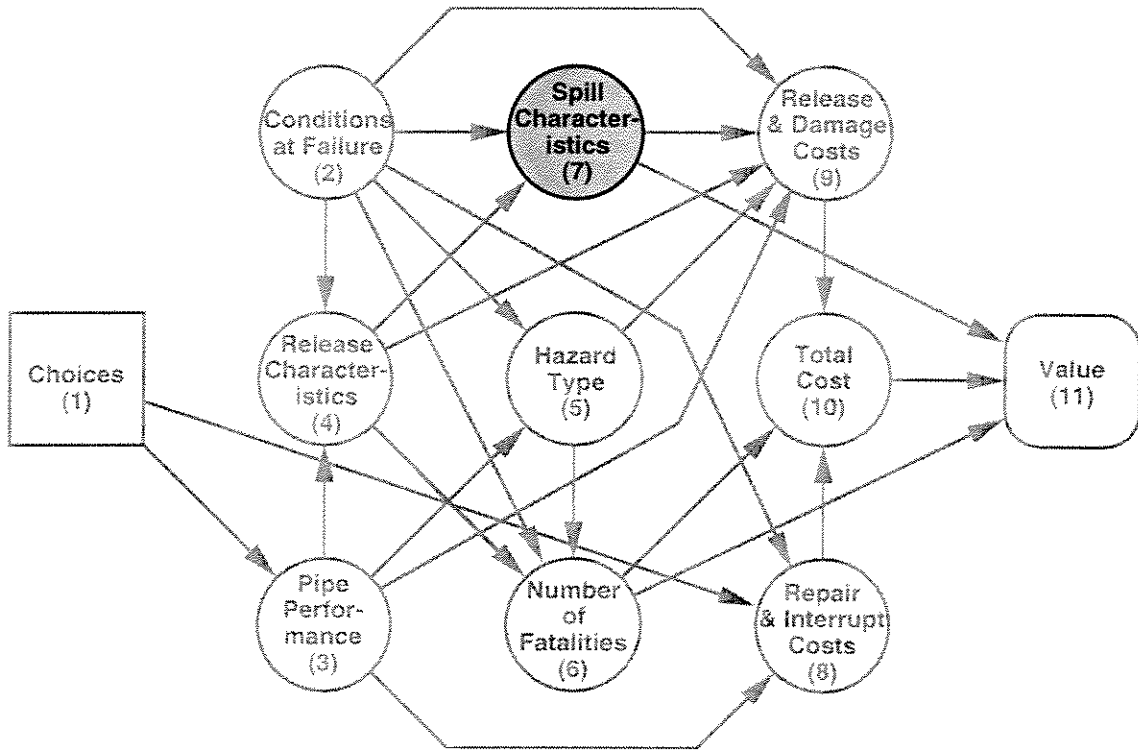 Conditions
at Failure
(2)
Spill
Character-
istics
(7)
Release
& Damage
Costs
(9)
Choices
(1)
Release
Character-
istics
(4)
Hazard
Type
(5)
Total
Cost
(10)
Value
(11)
Pipe
Perfor-
mance
(3)
Number
of
Fatalities
(6)
Repair
& Interrupt
Costs
(8)